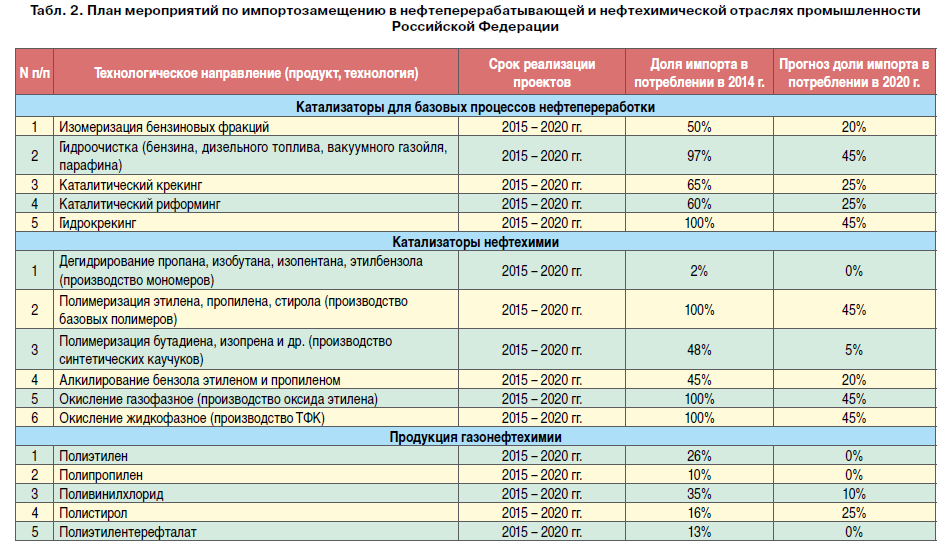 Табл. 2. План мероприятий по импортозамещению в нефтеперерабатывающей и нефтехимической отраслях промышленности
Российской Федерации
N п/п Технологическое направление (продукт, технология) Срок реализации проектов Доля импорта в потреблении в 2014 г. Прогноз доли импорта в потреблении в 2020 г.
Катализаторы для базовых процессов нефтепереработки
1 Изомеризация бензиновых фракций 2015 – 2020 гг. 50% 20%
2 Гидроочистка (бензина, дизельного топлива, вакуумного газойля, парафина) 2015 – 2020 гг. 97% 45%
3 Каталитический крекинг 2015 – 2020 гг. 65% 25%
4 Каталитический риформинг 2015 – 2020 гг. 60% 25%
5 Гидрокрекинг 2015 – 2020 гг. 100% 45%
Катализаторы нефтехимии
1 Дегидрирование пропана, изобутана, изопентана, этилбензола (производство мономеров) 2015 – 2020 гг. 2% 0%
2 Полимеризация этилена, пропилена, стирола (производство базовых полимеров) 2015 – 2020 гг. 100% 45%
3 Полимеризация бутадиена, изопрена и др. (производство синтетических каучуков) 2015 – 2020 гг. 48% 5%
4 Алкилирование бензола этиленом и пропиленом 2015 – 2020 гг. 45% 20%
5 Окисление газофазное (производство оксида этилена) 2015 – 2020 гг. 100% 45%
6 Окисление жидкофазное (производство ТФК) 2015 – 2020 гг. 100% 45%
Продукция газонефтехимии
1 Полиэтилен 2015 – 2020 гг. 26% 0%
2 Полипропилен 2015 – 2020 гг. 10% 0%
3 Поливинилхлорид 2015 – 2020 гг. 35% 10%
4 Полистирол 2015 – 2020 гг. 16% 25%
5 Полиэтилентерефталат 2015 – 2020 гг. 13% 0%